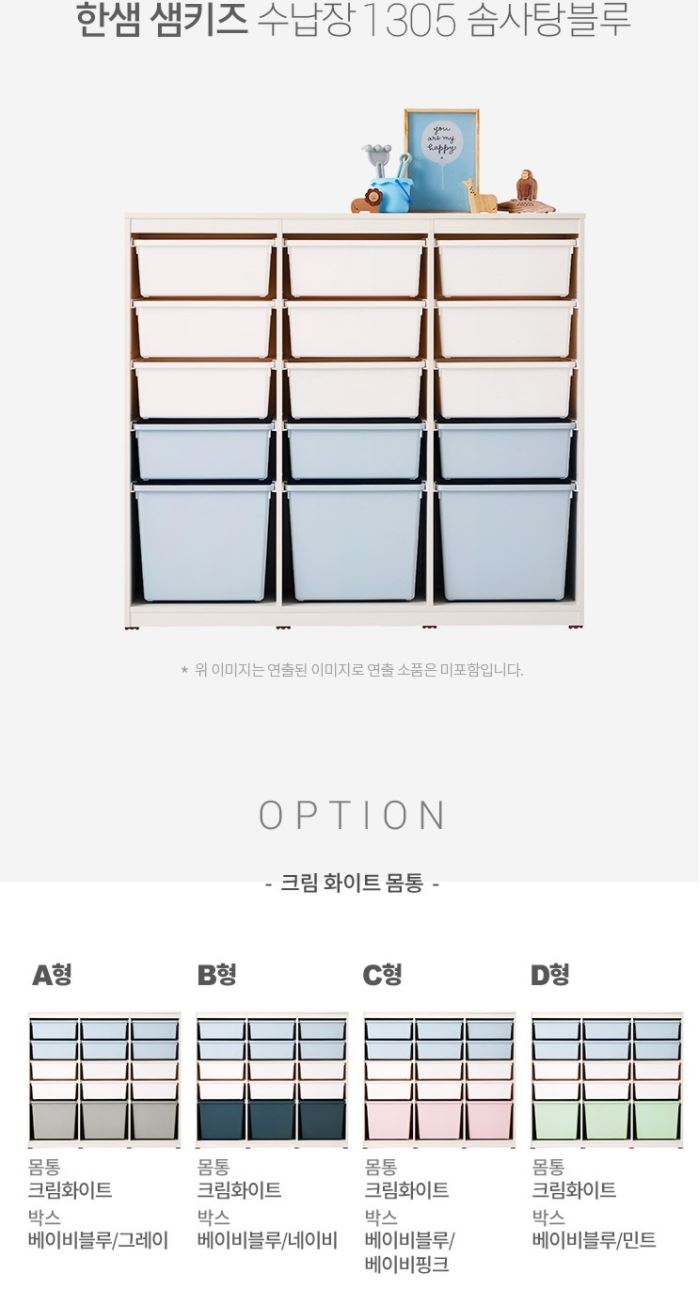 한샘 샘키즈 수납장 1305 솜사탕블루
you
are my
happy
* 위 이미지는 연출된 이미지로 연출 소품은 미포함입니다.
OPTION
- 크림 화이트 몸통 -
A형 B형 C형 D형
몸통 몸통 몸통 몸통
크림화이트 크림화이트 크림화이트 크림화이트
박스 박스 박스 박스
베이비블루/그레이 베이비블루/네이비 베이비블루/ 베이비블루/민트
베이비핑크